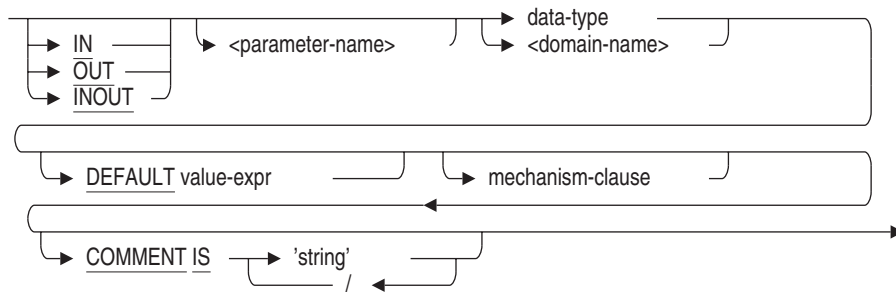 data-type
IN <parameter-name> <domain-name>
OUT
INOUT
DEFAULT value-expr mechanism-clause
COMMENT IS 'string'
/